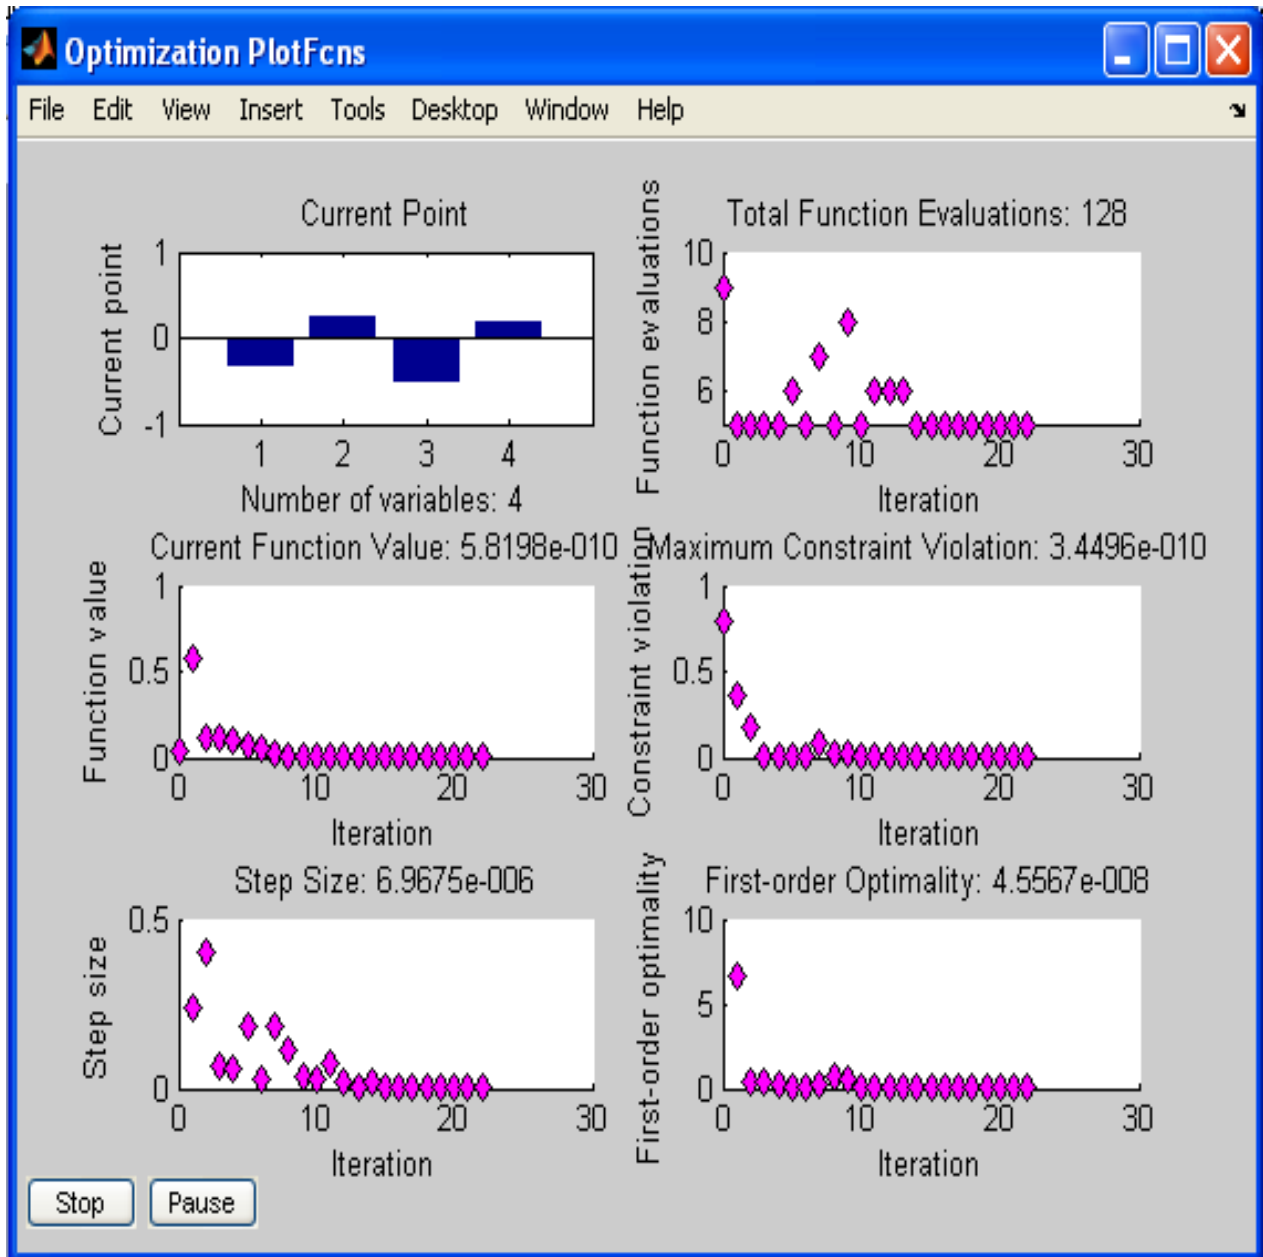 Optimization PlotFcns
File Edit View Insert Tools Desktop Window Help
Current Point
Current point
1
0
-1
1 2 3 4
Number of variables: 4
Total Function Evaluations: 128
Function evaluations
10
8
6
0 10 20 30
Iteration
Current Function Value: 5.8198e-010
Function value
1
0.5
0
0 10 20 30
Iteration
Maximum Constraint Violation: 3.4496e-010
Constraint violation
1
0.5
0
0 10 20 30
Iteration
Step Size: 6.9675e-006
Step size
0.5
0
0 10 20 30
Iteration
First-order Optimality: 4.5567e-008
First-order optimality
10
5
0
0 10 20 30
Iteration
Stop Pause